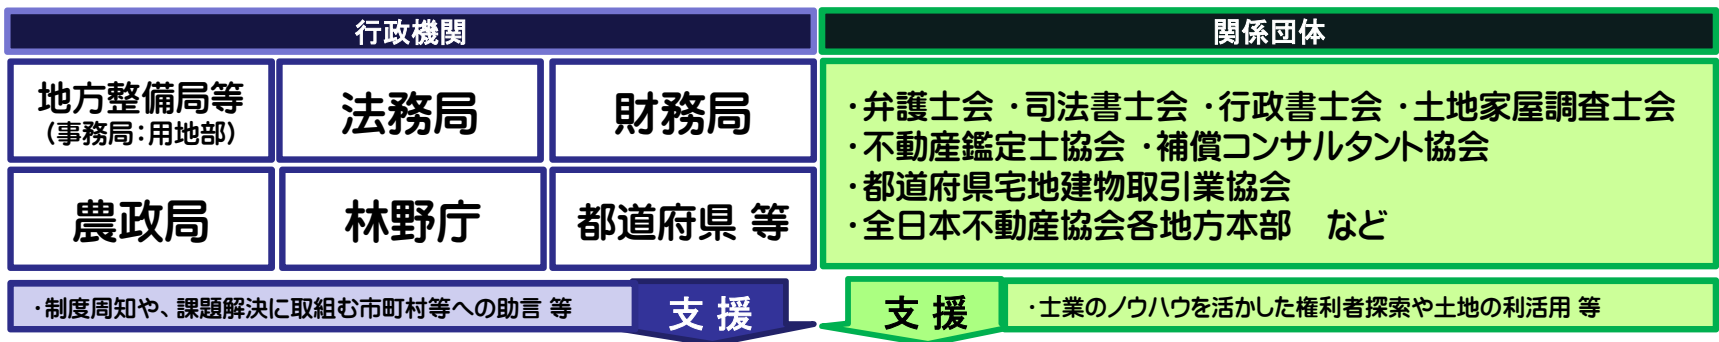 行政機関
関係団体
地方整備局等
(事務局:用地部)
法務局
財務局
農政局
林野庁
都道府県 等
・弁護士会 ・司法書士会 ・行政書士会 ・土地家屋調査士会
・不動産鑑定士協会 ・補償コンサルタント協会
・都道府県宅地建物取引業協会
・全日本不動産協会各地方本部　など
・制度周知や、課題解決に取組む市町村等への助言 等
支 援
支 援
・士業のノウハウを活かした権利者探索や土地の利活用 等